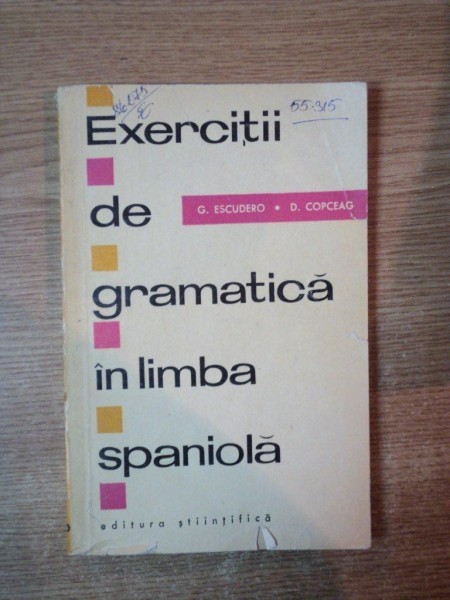 55.315
Exerciții
de
G. ESCUDERO • D. COPCEAG
gramatică
în limba
spaniolă
editura științifică